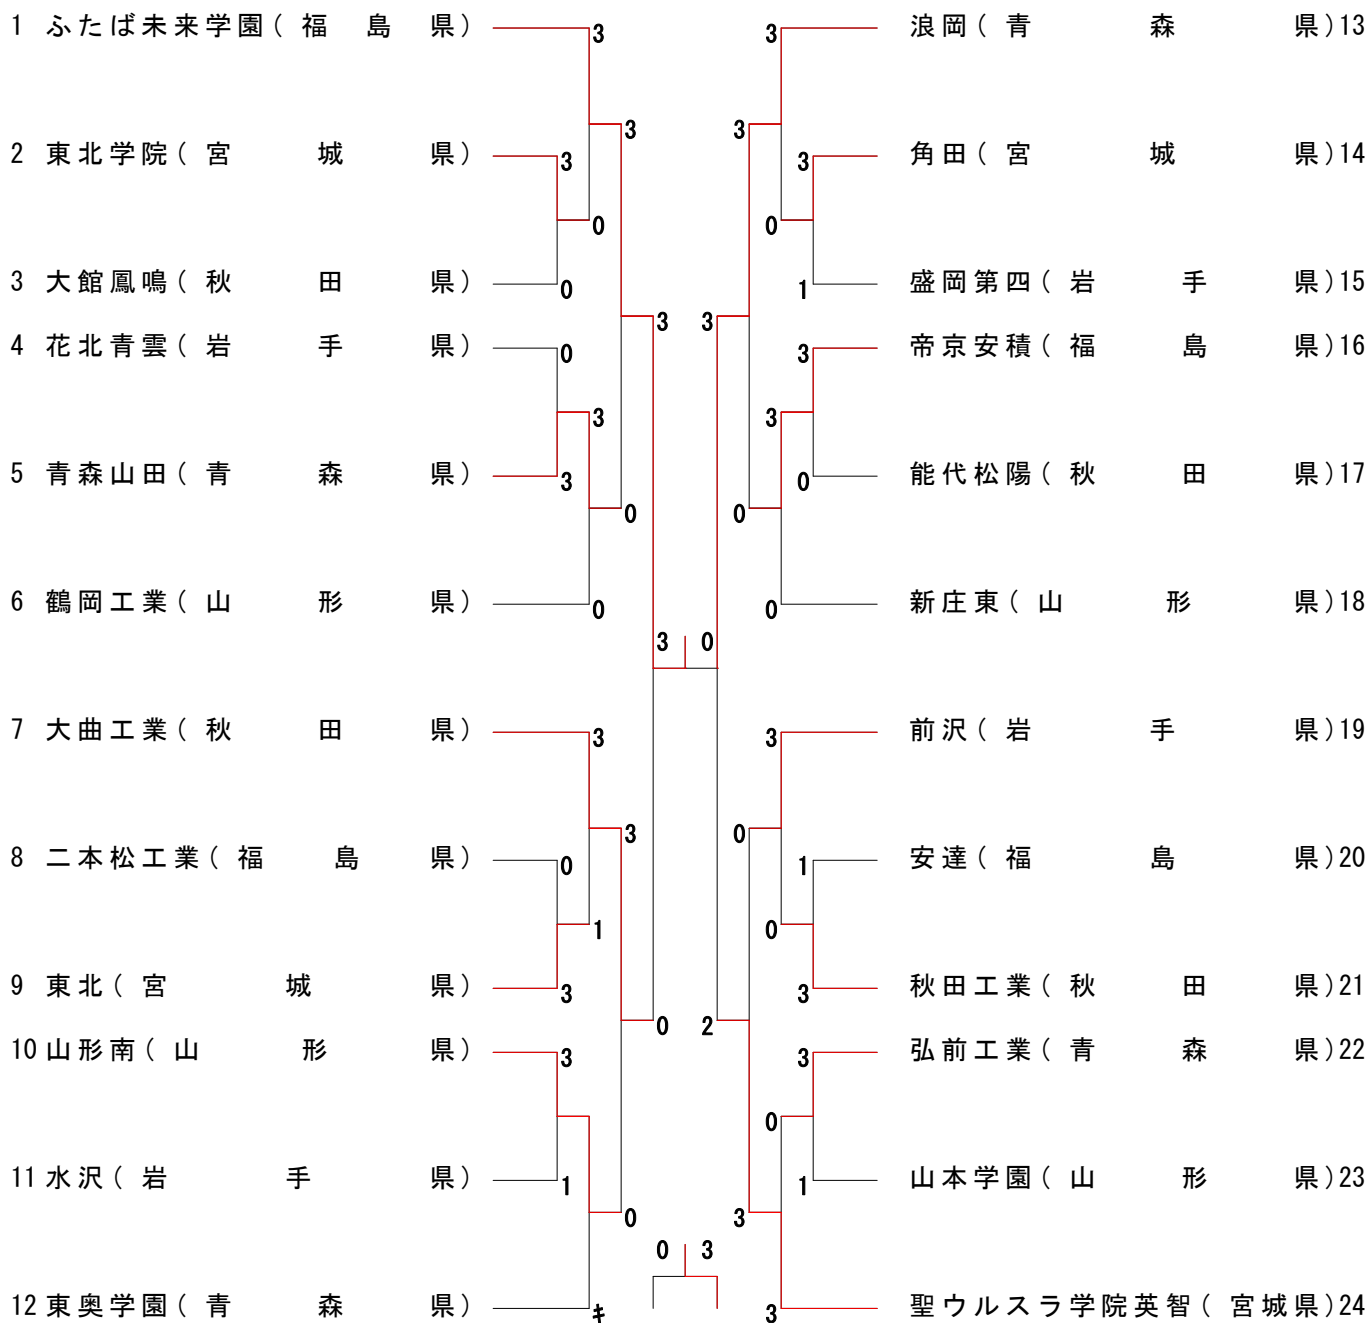 1 ふたば未来学園(福島県) 3 3 浪岡(青森県)13
3 3
2 東北学院(宮城県) 3 3 角田(宮城県)14
0 0
3 大館鳳鳴(秋田県) 0 1 盛岡第四(岩手県)15
3 3
4 花北青雲(岩手県) 0 3 帝京安積(福島県)16
3 3
5 青森山田(青森県) 3 0 能代松陽(秋田県)17
0 0
6 鶴岡工業(山形県) 0 0 新庄東(山形県)18
3 0
7 大曲工業(秋田県) 3 3 前沢(岩手県)19
3 0
8 二本松工業(福島県) 0 1 安達(福島県)20
1 0
9 東北(宮城県) 3 3 秋田工業(秋田県)21
0 2
10 山形南(山形県) 3 3 弘前工業(青森県)22
0
11 水沢(岩手県) 1 1 山本学園(山形県)23
0 3
0 3
12 東奥学園(青森県) キ 3 聖ウルスラ学院英智(宮城県)24